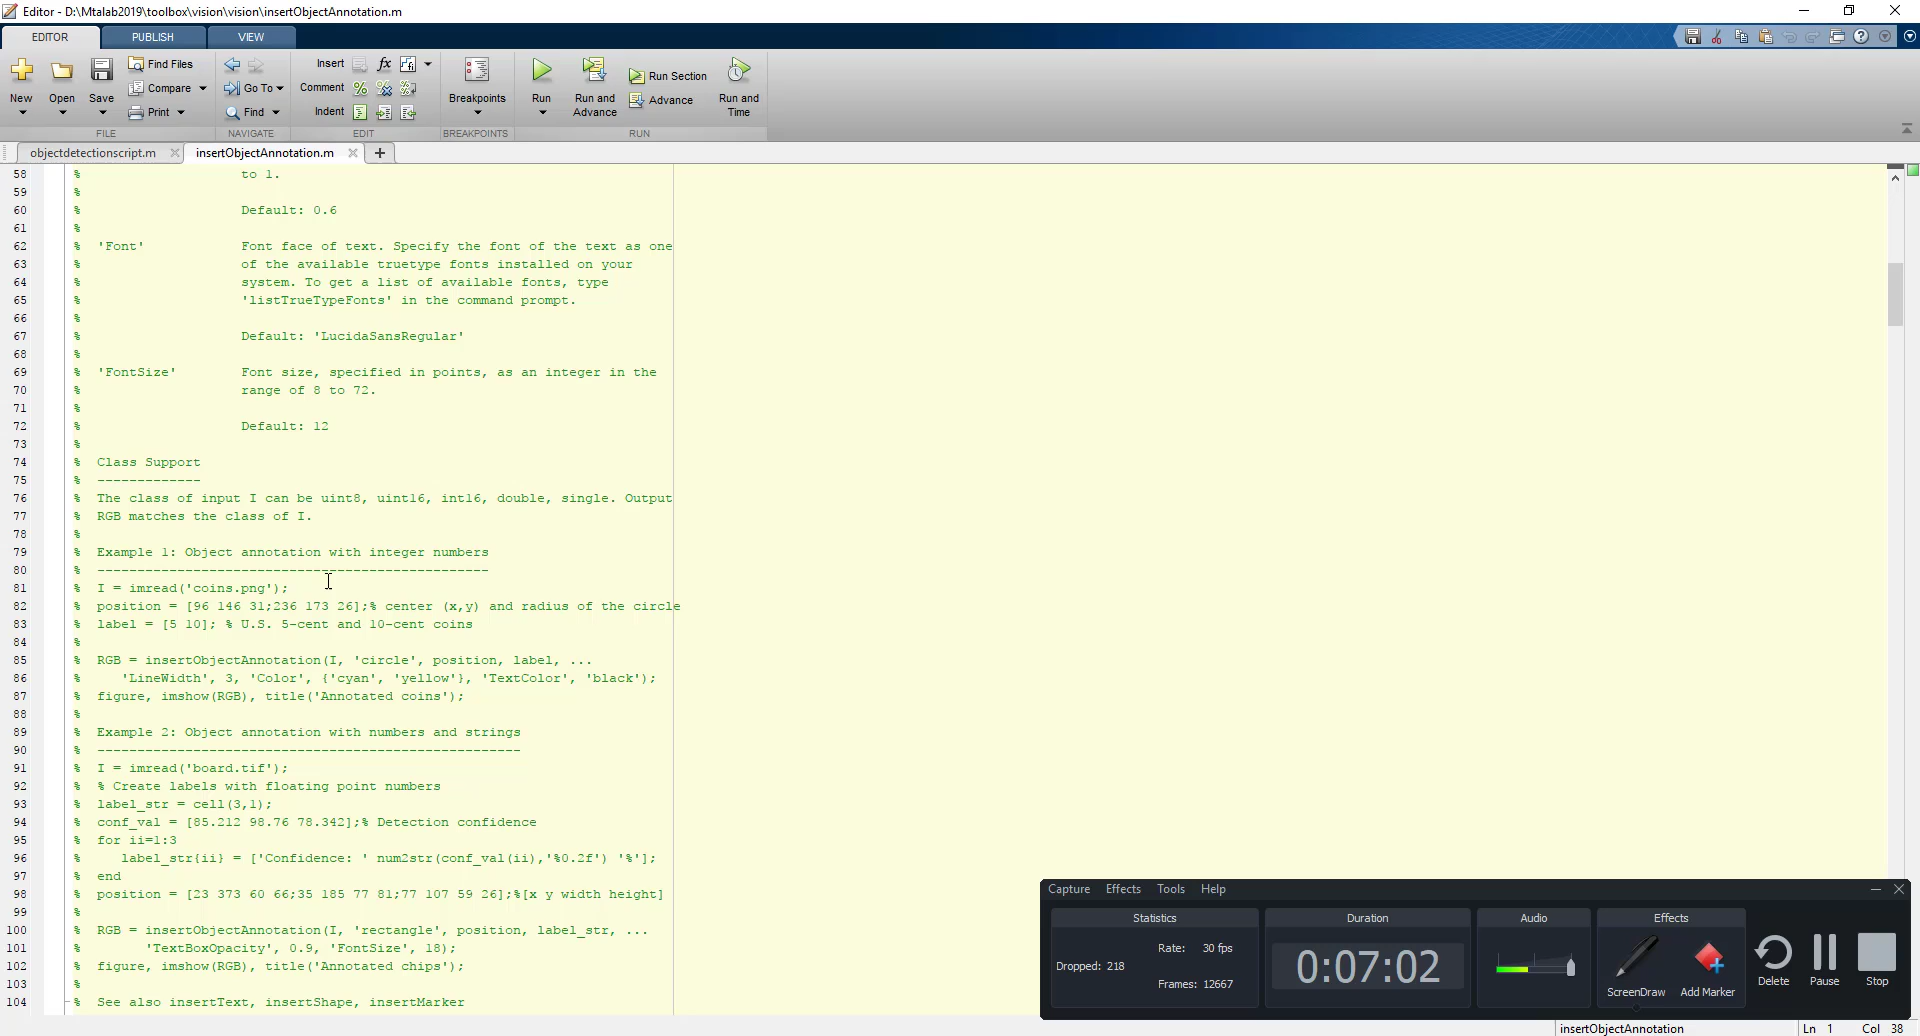 Editor - D:\Mtalab2019\toolbox\vision\vision\insertObjectAnnotation.m
EDITOR PUBLISH VIEW
New
Open
Save
Find Files
Compare
Print
FILE
Go To
Find
NAVIGATE
Insert
Comment
Indent
EDIT
Breakpoints
BREAKPOINTS
Run
Run and Advance
Run Section
Advance
Run and Time
RUN
objectdetectionscript.m insertObjectAnnotation.m
58 % to 1.
59 %
60 % Default: 0.6
61 %
62 % 'Font' Font face of text. Specify the font of the text as one
63 % of the available truetype fonts installed on your
64 % system. To get a list of available fonts, type
65 % 'listTrueTypeFonts' in the command prompt.
66 %
67 % Default: 'LucidaSansRegular'
68 %
69 % 'FontSize' Font size, specified in points, as an integer in the
70 % range of 8 to 72.
71 %
72 % Default: 12
73 %
74 % Class Support
75 % -------------
76 % The class of input I can be uint8, uint16, int16, double, single. Output
77 % RGB matches the class of I.
78 %
79 % Example 1: Object annotation with integer numbers
80 % -------------------------------------------------
81 % I = imread('coins.png');
82 % position = [96 146 31;236 173 26];% center (x,y) and radius of the circle
83 % label = [5 10]; % U.S. 5-cent and 10-cent coins
84 %
85 % RGB = insertObjectAnnotation(I, 'circle', position, label, ...
86 % 'LineWidth', 3, 'Color', {'cyan', 'yellow'}, 'TextColor', 'black');
87 % figure, imshow(RGB), title('Annotated coins');
88 %
89 % Example 2: Object annotation with numbers and strings
90 % -----------------------------------------------------
91 % I = imread('board.tif');
92 % % Create labels with floating point numbers
93 % label_str = cell(3,1);
94 % conf_val = [85.212 98.76 78.342];% Detection confidence
95 % for ii=1:3
96 % label_str{ii} = ['Confidence: ' num2str(conf_val(ii),'%0.2f') '%'];
97 % end
98 % position = [23 373 60 66;35 185 77 81;77 107 59 26];%[x y width height]
99 %
100 % RGB = insertObjectAnnotation(I, 'rectangle', position, label_str, ...
101 % 'TextBoxOpacity', 0.9, 'FontSize', 18);
102 % figure, imshow(RGB), title('Annotated chips');
103 %
104 % See also insertText, insertShape, insertMarker
Capture Effects Tools Help
Statistics
Rate: 30 fps
Dropped: 218
Frames: 12667
Duration
0:07:02
Audio
Effects
ScreenDraw
Add Marker
Delete
Pause
Stop
insertObjectAnnotation Ln 1 Col 38